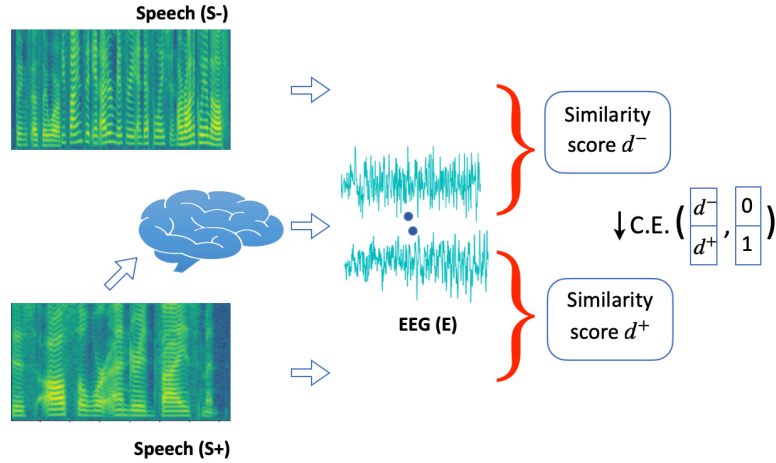 Speech (S-)
Similarity
score d⁻
↓ C.E. ( d⁻ , 0
d⁺ 1 )
EEG (E)
Similarity
score d⁺
Speech (S+)